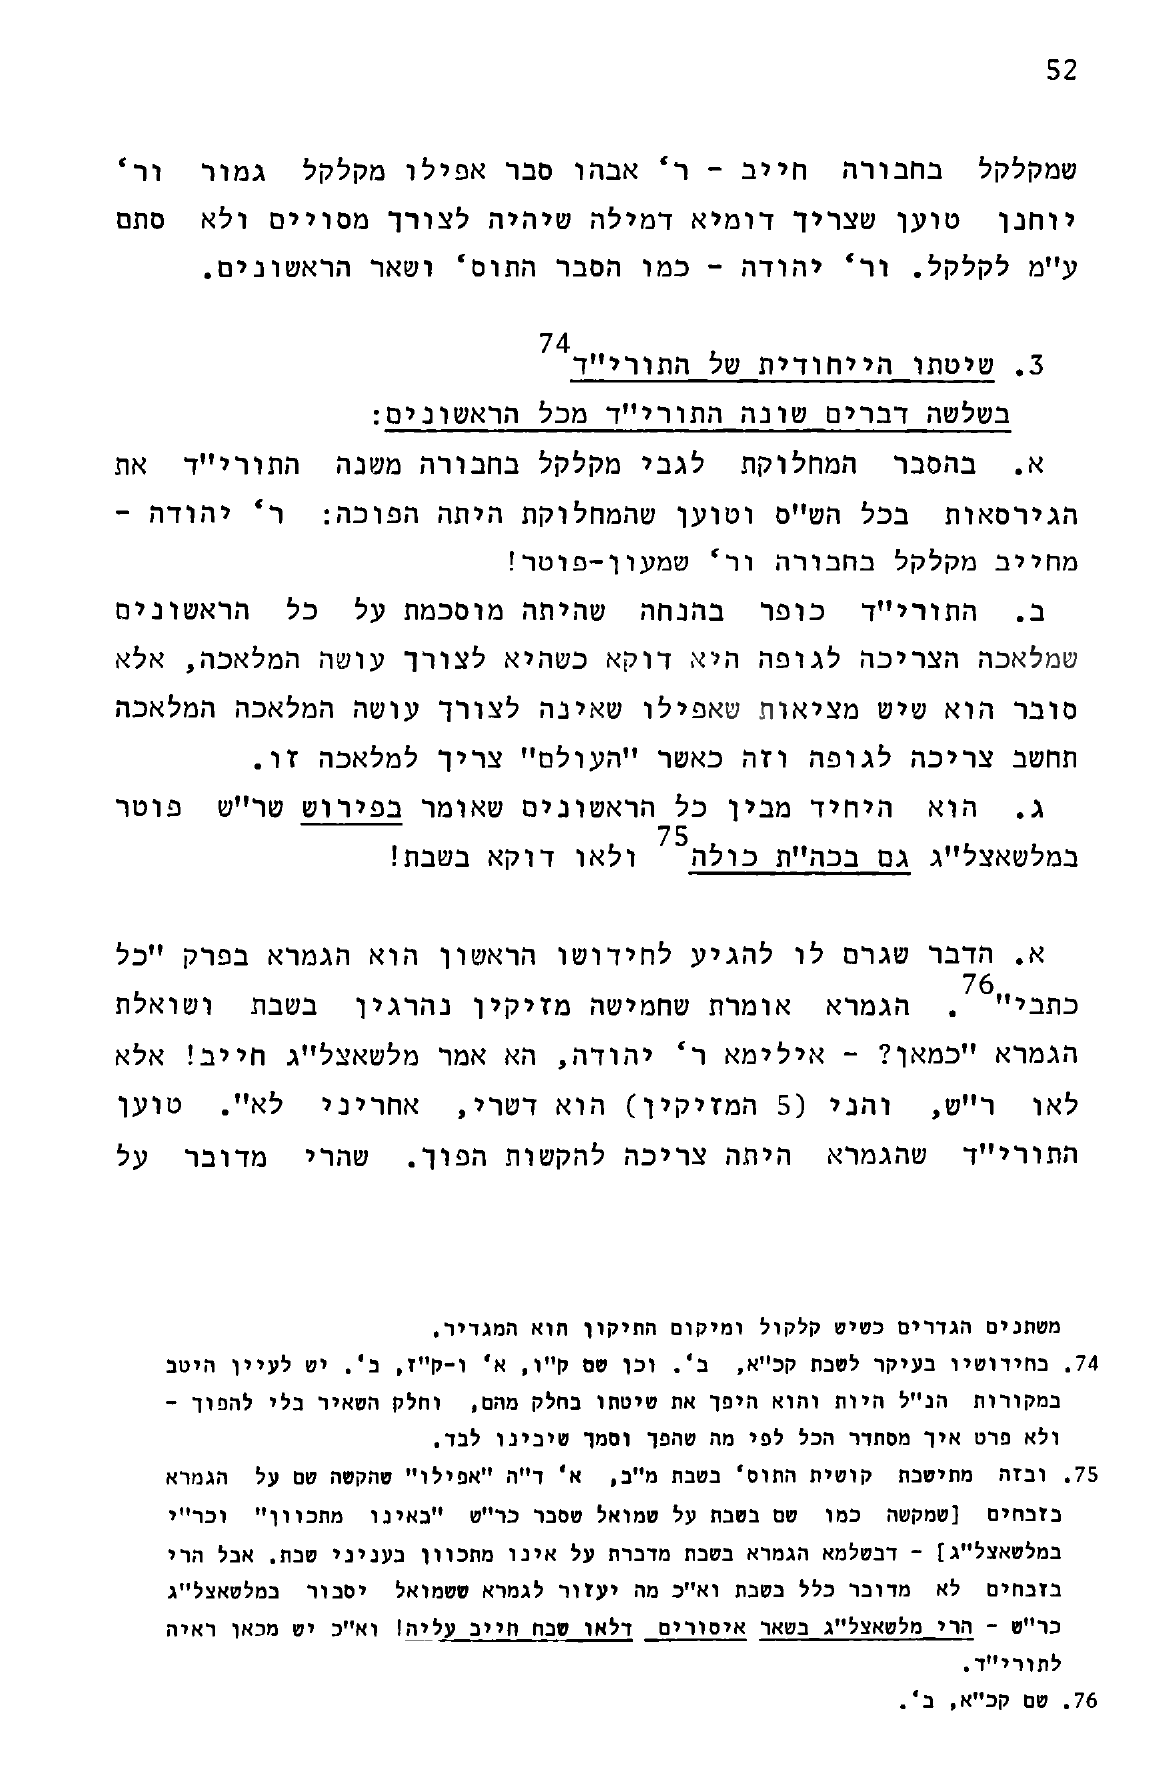 52
שמקלקל בחבורה חייב - ר' אבהו סבר אפילו מקלקל גמור ור'
יוחנן טוען שצריך דומיא דמילה שיהיה לצורך מסויים ולא סתם
ע"מ לקלקל. ור' יהודה - כמו הסבר התוס' ושאר הראשונים.
3. שיטתו הייחודית של התורי"ד74
בשלשה דברים שונה התורי"ד מכל הראשונים:
א. בהסבר המחלוקת לגבי מקלקל בחבורה משנה התורי"ד את
הגירסאות בכל הש"ס וטוען שהמחלוקת היתה הפוכה: ר' יהודה -
מחייב מקלקל בחבורה ור' שמעון-פוטר!
ב. התורי"ד כופר בהנחה שהיתה מוסכמת על כל הראשונים
שמלאכה הצריכה לגופה היא דוקא כשהיא לצורך עושה המלאכה, אלא
סובר הוא שיש מציאות שאפילו שאינה לצורך עושה המלאכה המלאכה
תחשב צריכה לגופה וזה כאשר "העולם" צריך למלאכה זו.
ג. הוא היחיד מבין כל הראשונים שאומר בפירוש שר"ש פוטר
במלשאצל"ג גם בכה"ת כולה75 ולאו דוקא בשבת!
א. הדבר שגרם לו להגיע לחידושו הראשון הוא הגמרא בפרק "כל
כתבי"76. הגמרא אומרת שחמישה מזיקין נהרגין בשבת ושואלת
הגמרא "כמאן? - אילימא ר' יהודה, הא אמר מלשאצל"ג חייב! אלא
לאו ר"ש, והני (5 המזיקין) הוא דשרי, אחריני לא". טוען
התורי"ד שהגמרא היתה צריכה להקשות הפוך. שהרי מדובר על
משתנים הגדרים כשיש קלקול ומיקום התיקון הוא המגדיר.
74. בחידושיו בעיקר לשבת קכ"א, ב'. וכן שם ק"ו, א' ו-ק"ז, ב'. יש לעיין היטב
במקורות הנ"ל היות והוא היפך את שיטתו בחלק מהם, וחלק השאיר בלי להפוך -
ולא פרט איך מסתדר הכל לפי מה שהפך וסמך שיבינו לבד.
75. ובזה מתישבת קושית התוס' בשבת מ"ב, א' ד"ה "אפילו" שהקשה שם על הגמרא
בזבחים [שמקשה כמו שם בשבת על שמואל שסבר כר"ש "באינו מתכוון" וכר"י
במלשאצל"ג] - דבשלמא הגמרא בשבת מדברת על אינו מתכוון בעניני שבת. אבל הרי
בזבחים לא מדובר כלל בשבת וא"כ מה יעזור לגמרא ששמואל יסבור במלשאצל"ג
כר"ש - הרי מלשאצל"ג בשאר איסורים דלאו שבת חייב עליה! וא"כ יש מכאן ראיה
לתורי"ד.
76. שם קכ"א, ב'.